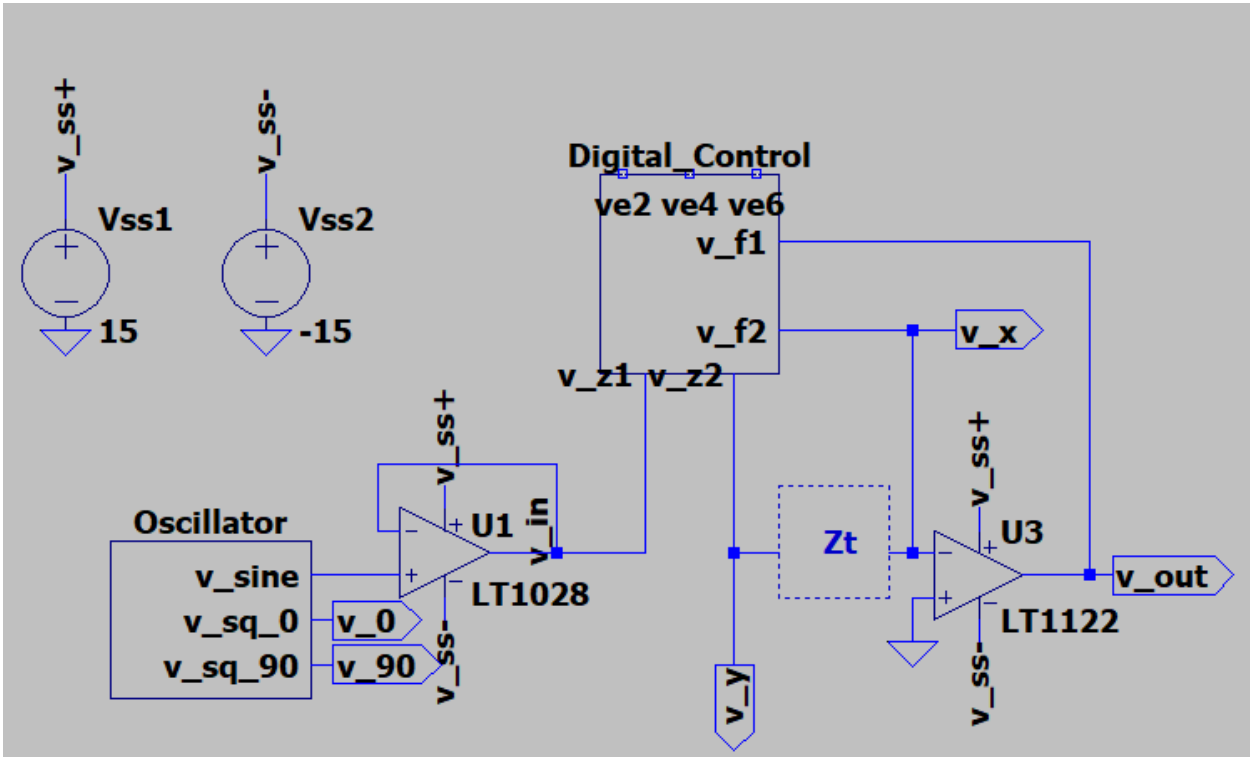 v_ss+
v_ss-
Vss1
15
Vss2
-15
Digital_Control
ve2 ve4 ve6
v_f1
v_f2
v_z1 v_z2
v_x
Oscillator
v_sine
v_sq_0
v_sq_90
v_0
v_90
v_ss+
U1
LT1028
v_ss-
v_in
v_y
Zt
v_ss+
U3
LT1122
v_ss-
v_out